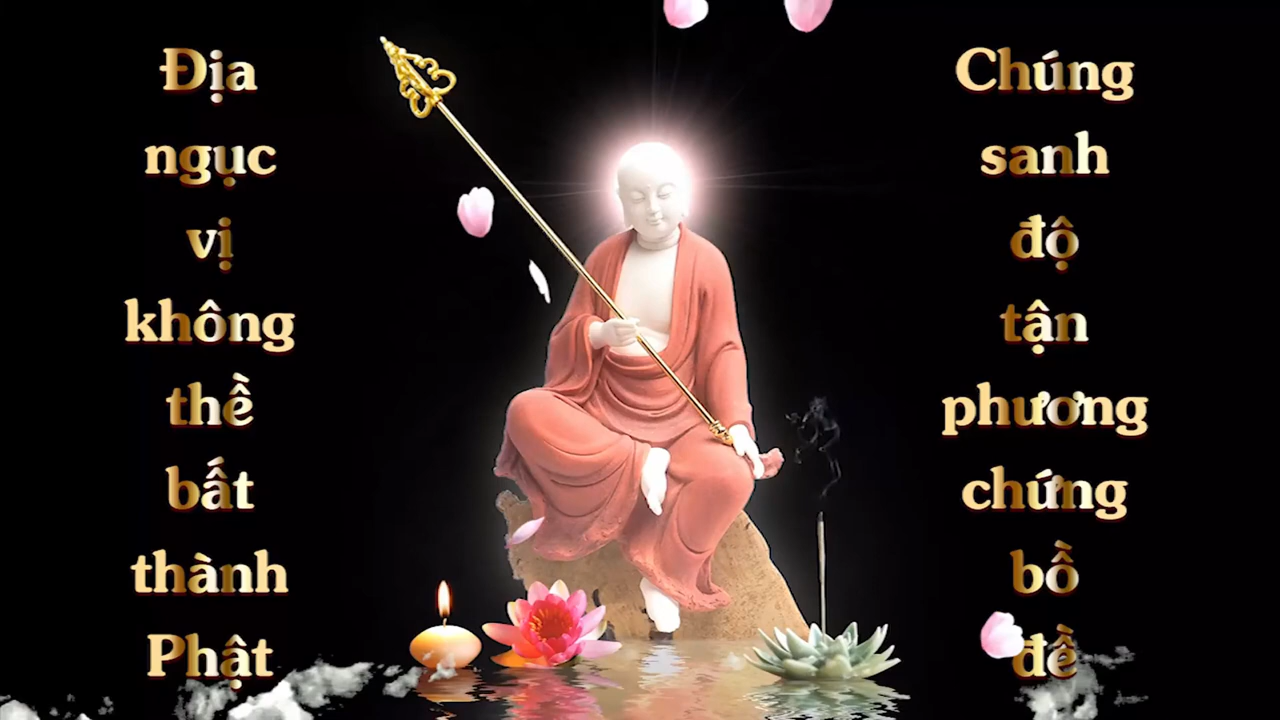 Địa
ngục
vị
không
thề
bất
thành
Phật
Chúng
sanh
độ
tận
phương
chứng
bồ
đề